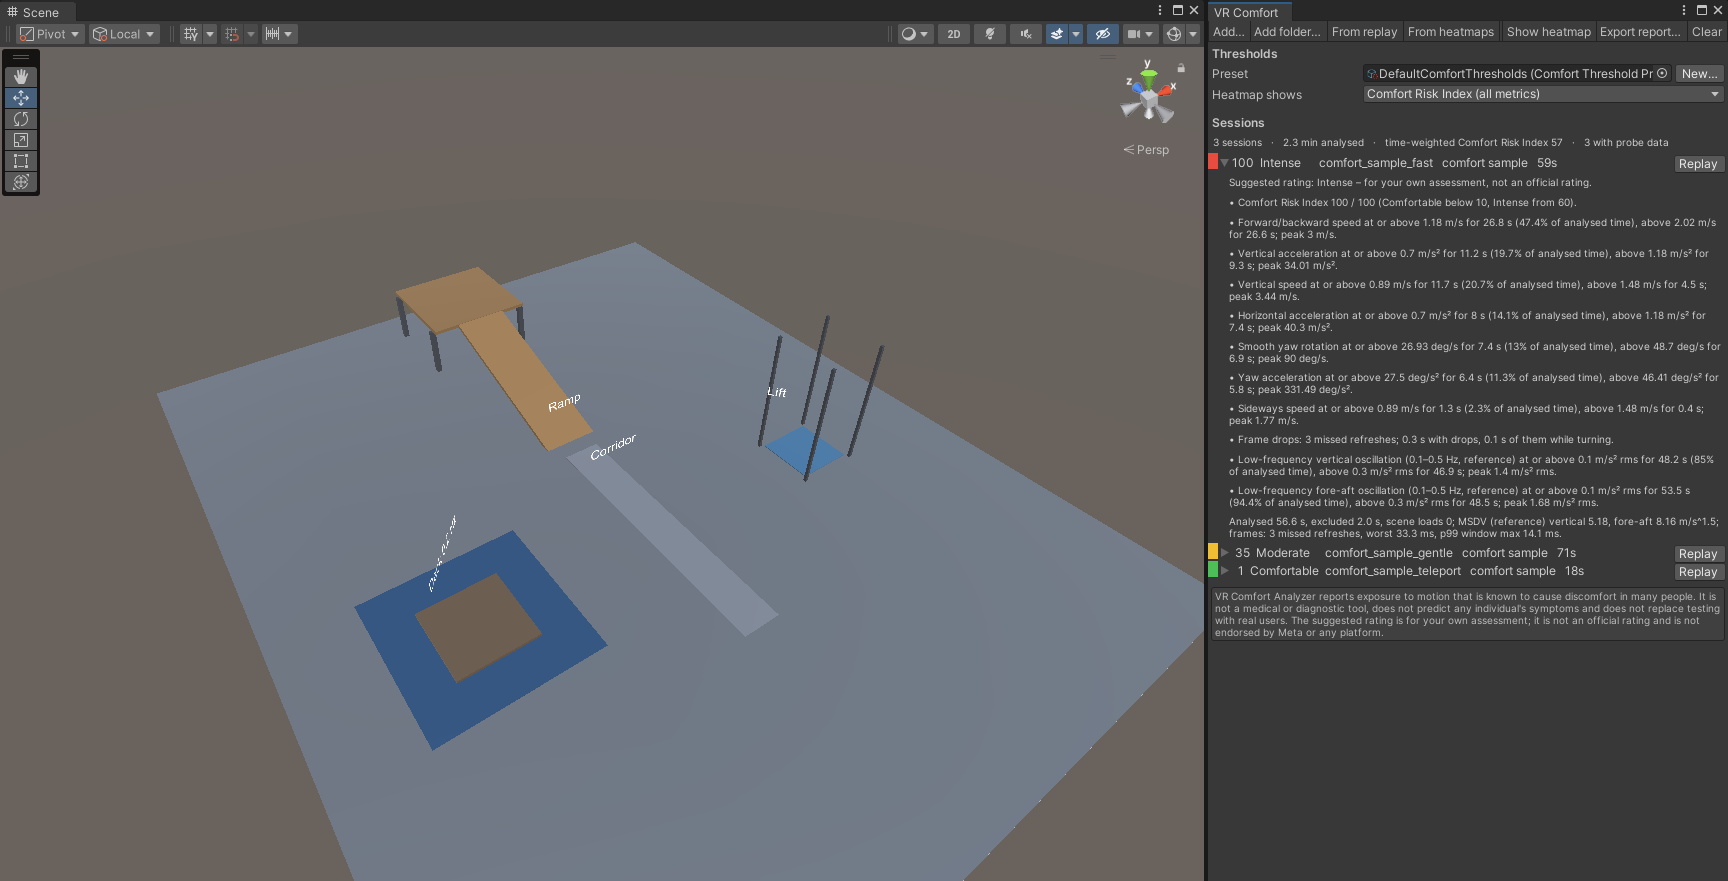 Scene
Pivot
Local
2D
y
z
x
Persp
Ramp
Corridor
Lift
VR Comfort
Add...
Add folder...
From replay
From heatmaps
Show heatmap
Export report...
Clear
Thresholds
Preset
DefaultComfortThresholds (Comfort Threshold Pr
New...
Heatmap shows
Comfort Risk Index (all metrics)
Sessions
3 sessions · 2.3 min analysed · time-weighted Comfort Risk Index 57 · 3 with probe data
100 Intense comfort_sample_fast comfort sample 59s
Replay
Suggested rating: Intense – for your own assessment, not an official rating.
• Comfort Risk Index 100 / 100 (Comfortable below 10, Intense from 60).
• Forward/backward speed at or above 1.18 m/s for 26.8 s (47.4% of analysed time), above 2.02 m/s
for 26.6 s; peak 3 m/s.
• Vertical acceleration at or above 0.7 m/s² for 11.2 s (19.7% of analysed time), above 1.18 m/s² for
9.3 s; peak 34.01 m/s².
• Vertical speed at or above 0.89 m/s for 11.7 s (20.7% of analysed time), above 1.48 m/s for 4.5 s;
peak 3.44 m/s.
• Horizontal acceleration at or above 0.7 m/s² for 8 s (14.1% of analysed time), above 1.18 m/s² for
7.4 s; peak 40.3 m/s².
• Smooth yaw rotation at or above 26.93 deg/s for 7.4 s (13% of analysed time), above 48.7 deg/s for
6.9 s; peak 90 deg/s.
• Yaw acceleration at or above 27.5 deg/s² for 6.4 s (11.3% of analysed time), above 46.41 deg/s² for
5.8 s; peak 331.49 deg/s².
• Sideways speed at or above 0.89 m/s for 1.3 s (2.3% of analysed time), above 1.48 m/s for 0.4 s;
peak 1.77 m/s.
• Frame drops: 3 missed refreshes; 0.3 s with drops, 0.1 s of them while turning.
• Low-frequency vertical oscillation (0.1–0.5 Hz, reference) at or above 0.1 m/s² rms for 48.2 s (85%
of analysed time), above 0.3 m/s² rms for 46.9 s; peak 1.4 m/s² rms.
• Low-frequency fore-aft oscillation (0.1–0.5 Hz, reference) at or above 0.1 m/s² rms for 53.5 s
(94.4% of analysed time), above 0.3 m/s² rms for 48.5 s; peak 1.68 m/s² rms.
Analysed 56.6 s, excluded 2.0 s, scene loads 0; MSDV (reference) vertical 5.18, fore-aft 8.16 m/s^1.5;
frames: 3 missed refreshes, worst 33.3 ms, p99 window max 14.1 ms.
35 Moderate comfort_sample_gentle comfort sample 71s
Replay
1 Comfortable comfort_sample_teleport comfort sample 18s
Replay
VR Comfort Analyzer reports exposure to motion that is known to cause discomfort in many people. It is
not a medical or diagnostic tool, does not predict any individual's symptoms and does not replace testing
with real users. The suggested rating is for your own assessment; it is not an official rating and is not
endorsed by Meta or any platform.